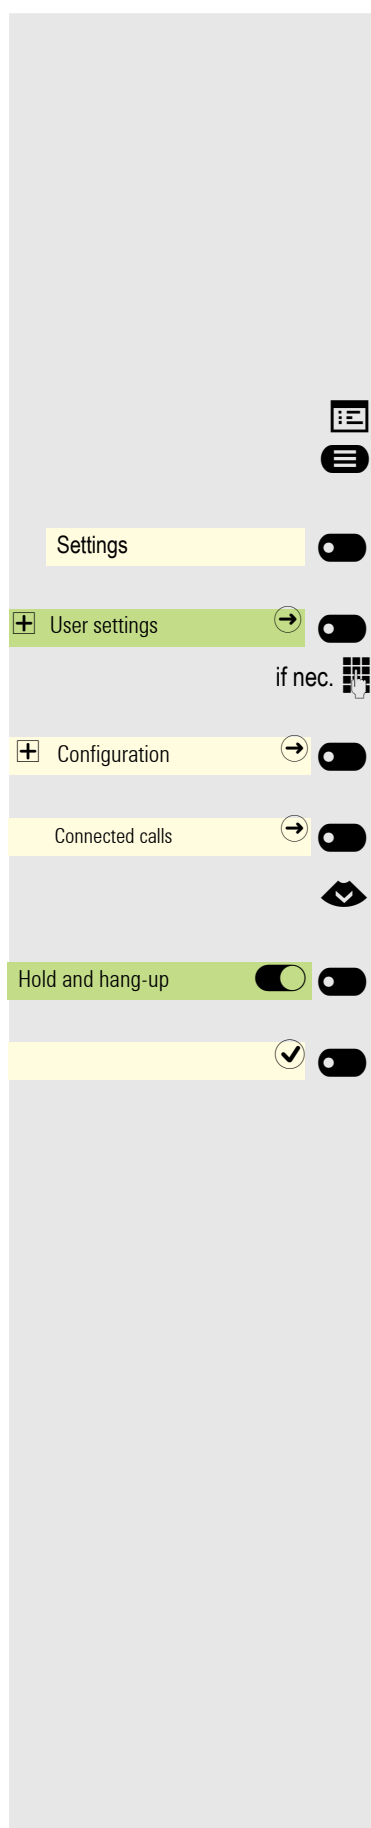 Settings
User settings
if nec.
Configuration
Connected calls
Hold and hang-up